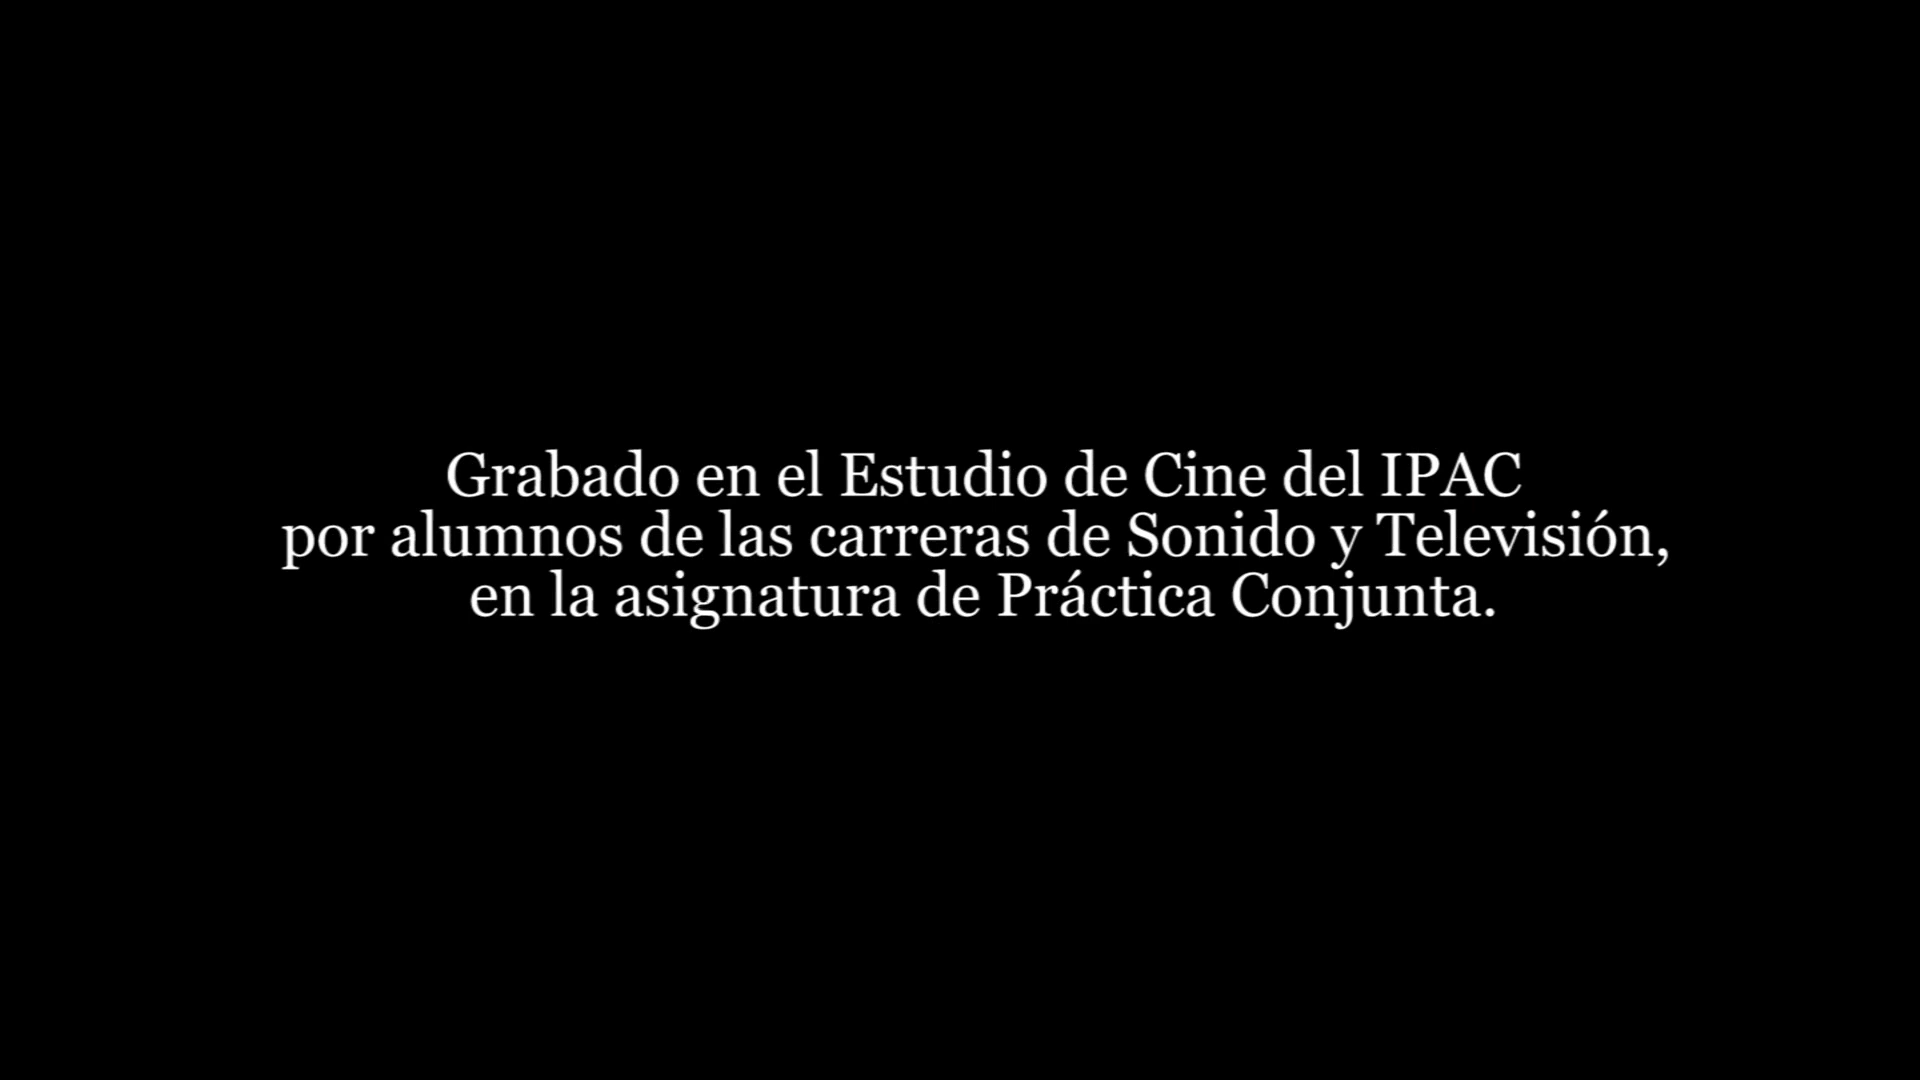 Grabado en el Estudio de Cine del IPAC
por alumnos de las carreras de Sonido y Televisión,
en la asignatura de Práctica Conjunta.